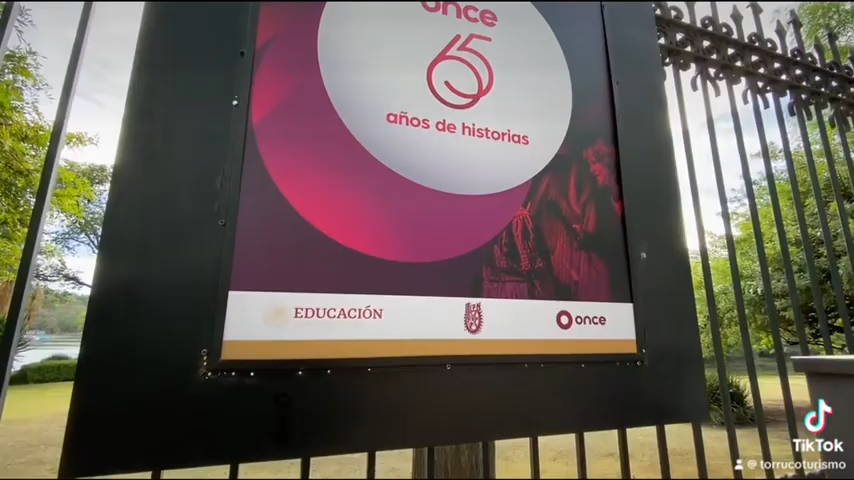 once
65
años de historias
EDUCACIÓN
once
TikTok
@torrucoturismo